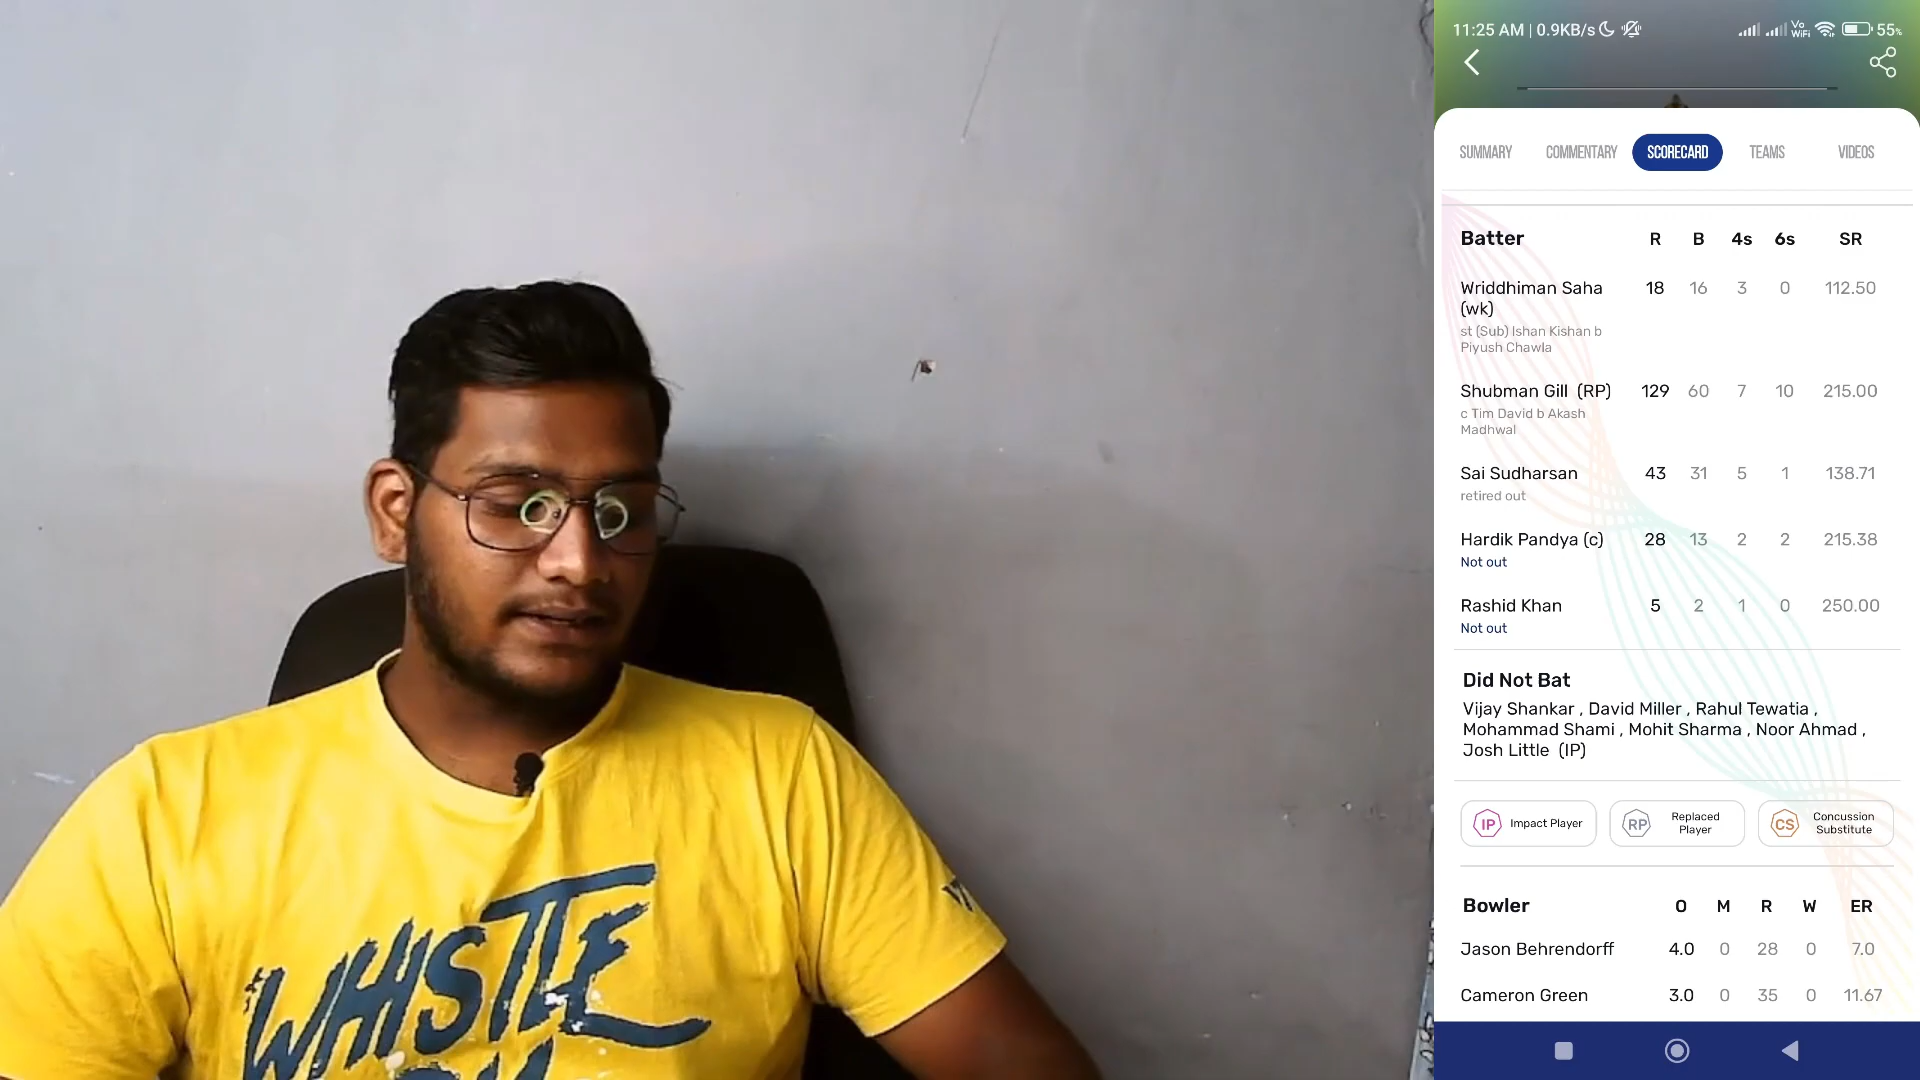 11:25 AM | 0.9KB/s
Vo
WiFi
55%
SUMMARY COMMENTARY SCORECARD TEAMS VIDEOS
Batter R B 4s 6s SR
Wriddhiman Saha 18 16 3 0 112.50
(wk)
st (Sub) Ishan Kishan b
Piyush Chawla
Shubman Gill (RP) 129 60 7 10 215.00
c Tim David b Akash
Madhwal
Sai Sudharsan 43 31 5 1 138.71
retired out
Hardik Pandya (c) 28 13 2 2 215.38
Not out
Rashid Khan 5 2 1 0 250.00
Not out
Did Not Bat
Vijay Shankar , David Miller , Rahul Tewatia ,
Mohammad Shami , Mohit Sharma , Noor Ahmad ,
Josh Little (IP)
IP Impact Player
RP Replaced
Player
CS Concussion
Substitute
Bowler O M R W ER
Jason Behrendorff 4.0 0 28 0 7.0
Cameron Green 3.0 0 35 0 11.67
WHISTLE